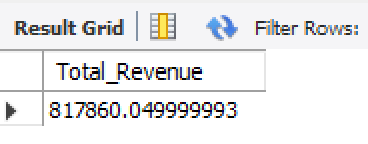 Result Grid Filter Rows:
Total_Revenue
817860.049999993